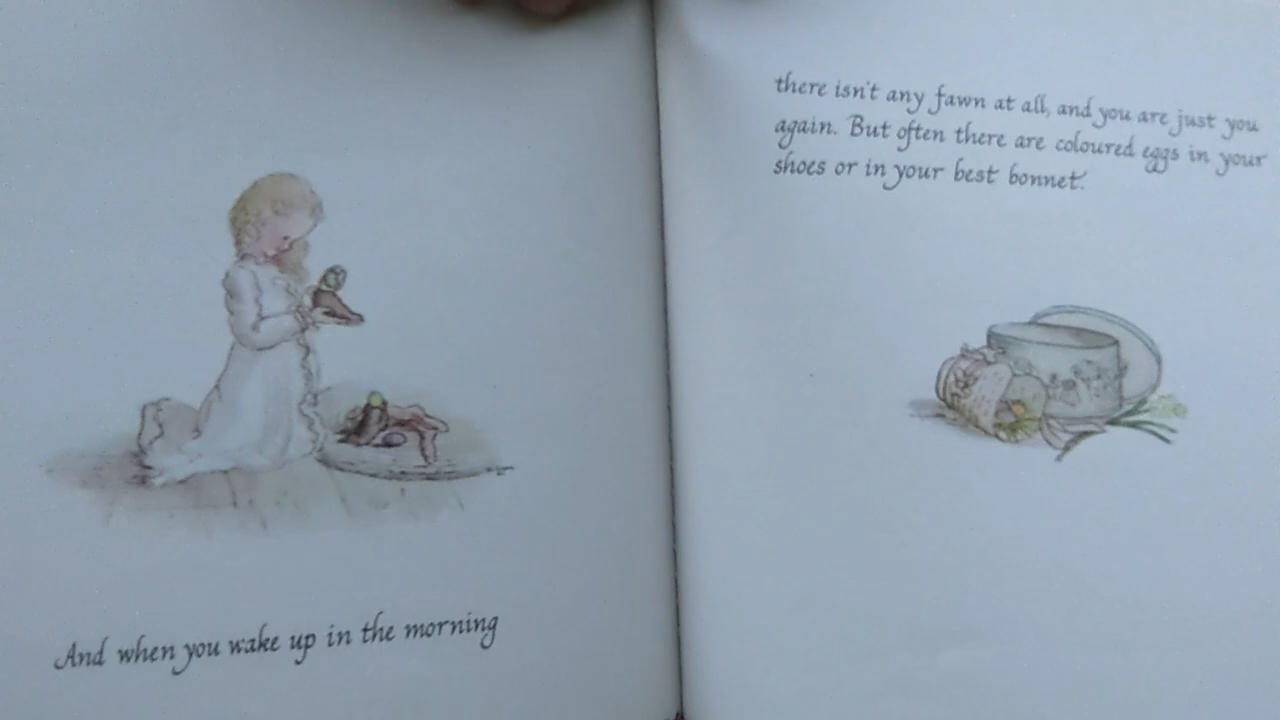 And when you wake up in the morning
there isn't any fawn at all, and you are just you
again. But often there are coloured eggs in your
shoes or in your best bonnet.